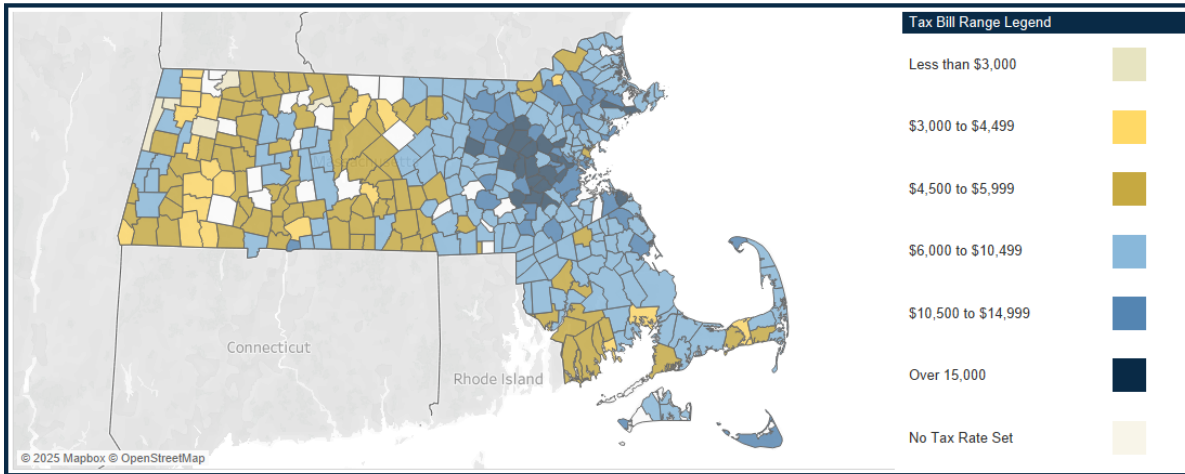 Tax Bill Range Legend
Less than $3,000
$3,000 to $4,499
$4,500 to $5,999
$6,000 to $10,499
$10,500 to $14,999
Over 15,000
No Tax Rate Set
Massachusetts
Connecticut
Rhode Island
© 2025 Mapbox © OpenStreetMap